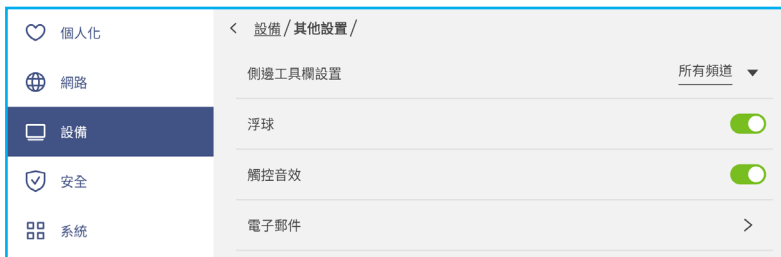 個人化
網路
設備
安全
系統
設備/其他設置/
側邊工具欄設置 所有頻道
浮球
觸控音效
電子郵件